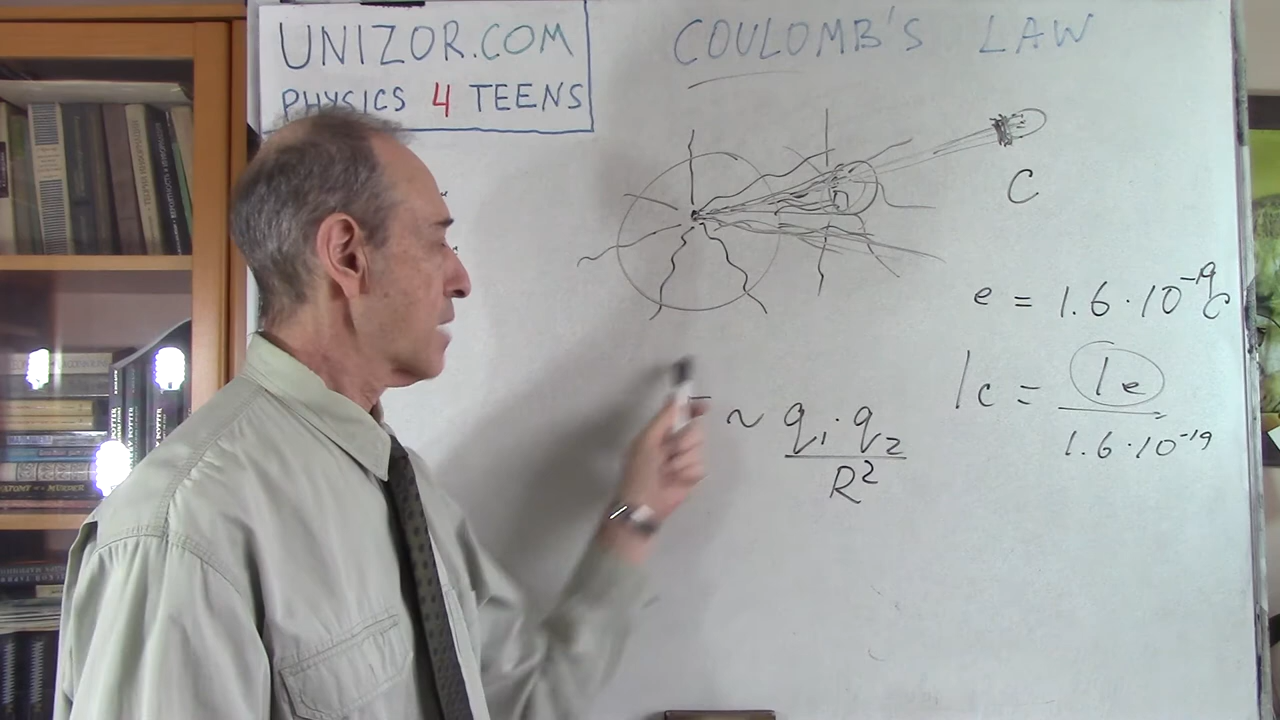 UNIZOR.COM
PHYSICS 4 TEENS
COULOMB'S LAW
C
e = 1.6·10⁻¹⁹C
1c = 1e / 1.6·10⁻¹⁹
~ q₁·q₂ / R²